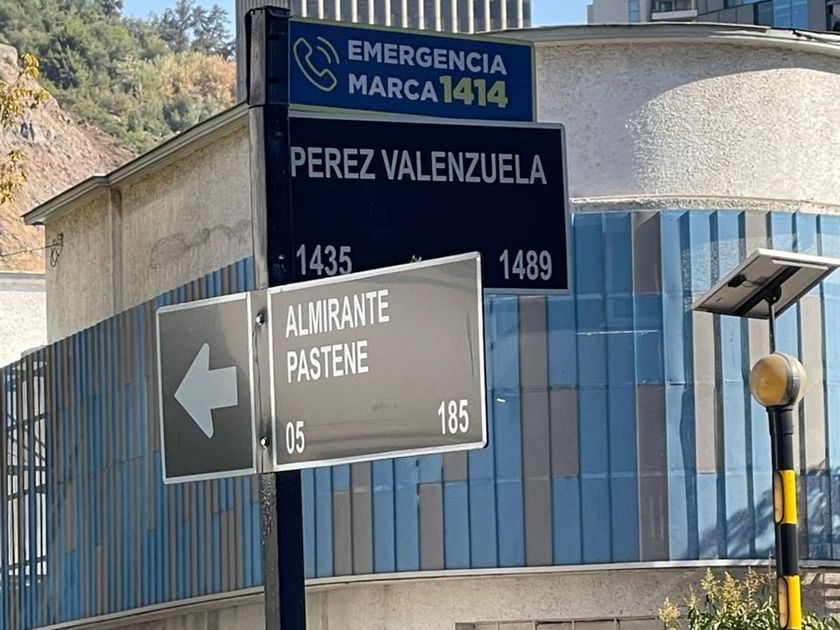 EMERGENCIA
MARCA 1414
PEREZ VALENZUELA
1435 1489
ALMIRANTE
PASTENE
05 185